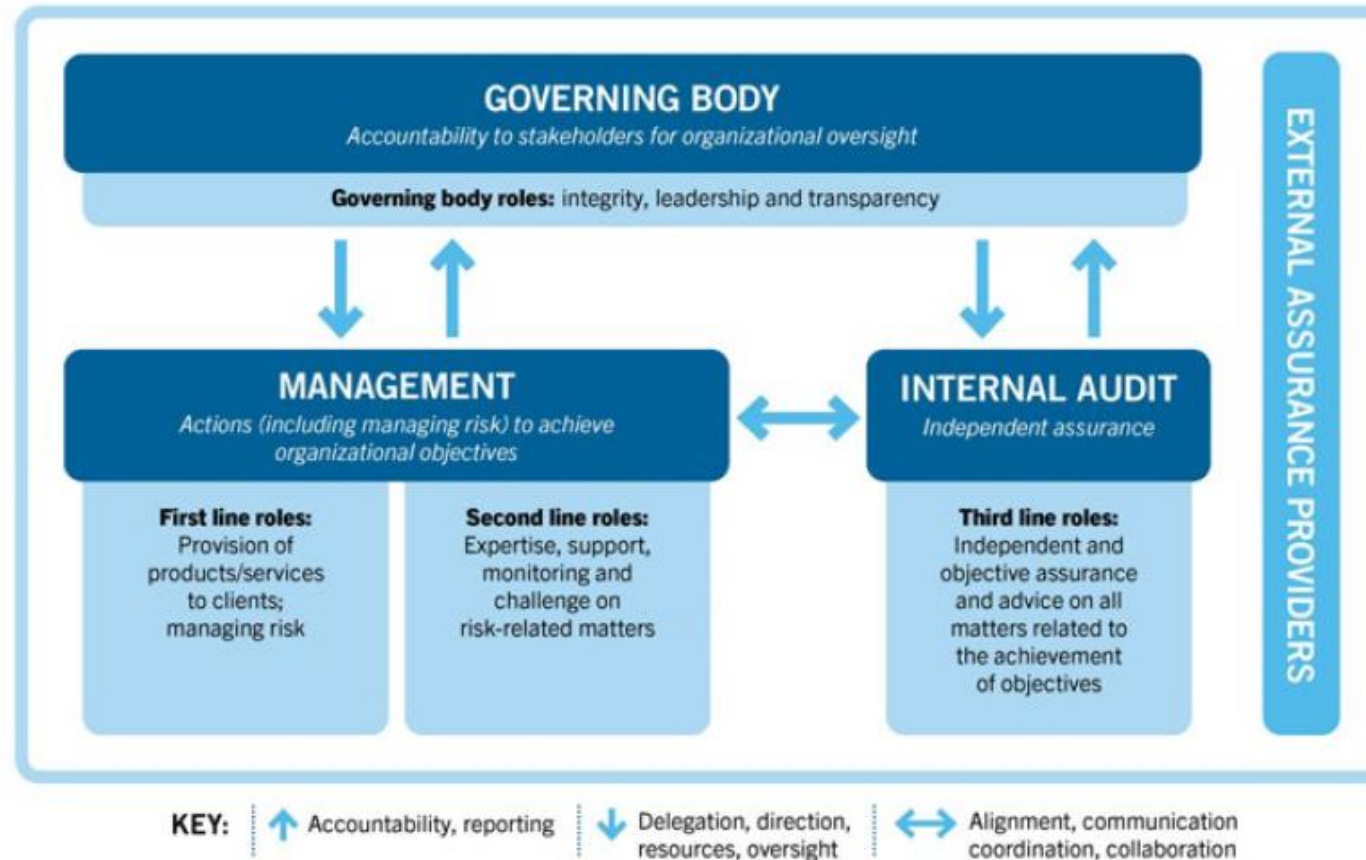 GOVERNING BODY
Accountability to stakeholders for organizational oversight
Governing body roles: integrity, leadership and transparency
MANAGEMENT
Actions (including managing risk) to achieve
organizational objectives
INTERNAL AUDIT
Independent assurance
First line roles:
Provision of
products/services
to clients;
managing risk
Second line roles:
Expertise, support,
monitoring and
challenge on
risk-related matters
Third line roles:
Independent and
objective assurance
and advice on all
matters related to
the achievement
of objectives
EXTERNAL ASSURANCE PROVIDERS
KEY:
Accountability, reporting
Delegation, direction,
resources, oversight
Alignment, communication
coordination, collaboration